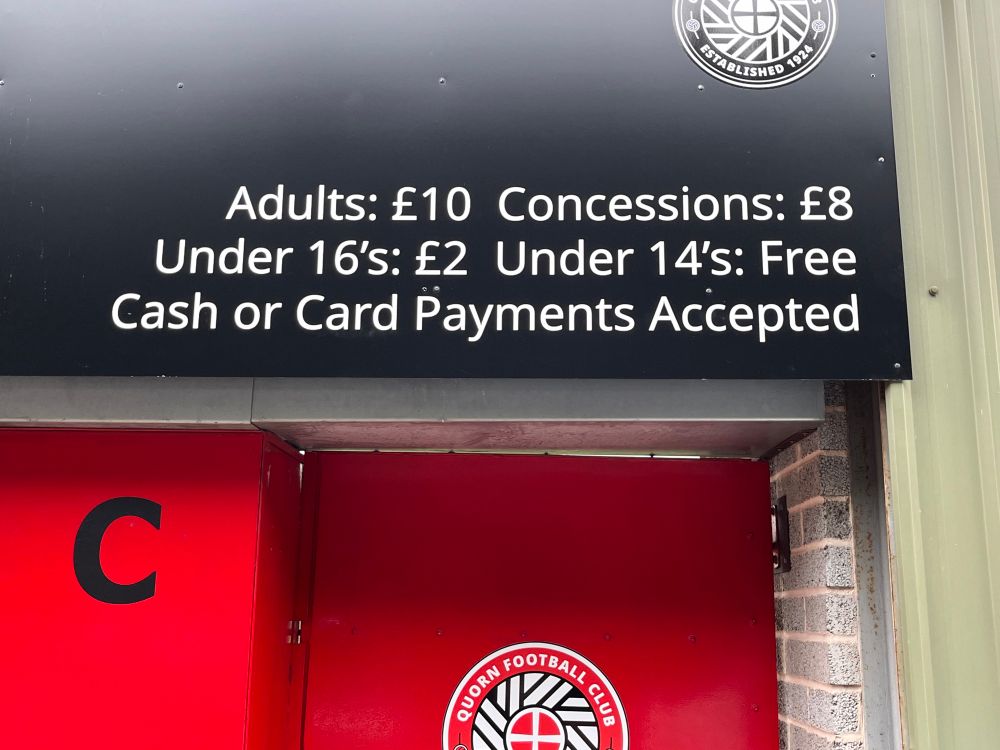 ESTABLISHED 1924
Adults: £10 Concessions: £8
Under 16’s: £2 Under 14’s: Free
Cash or Card Payments Accepted
C
QUORN FOOTBALL CLUB